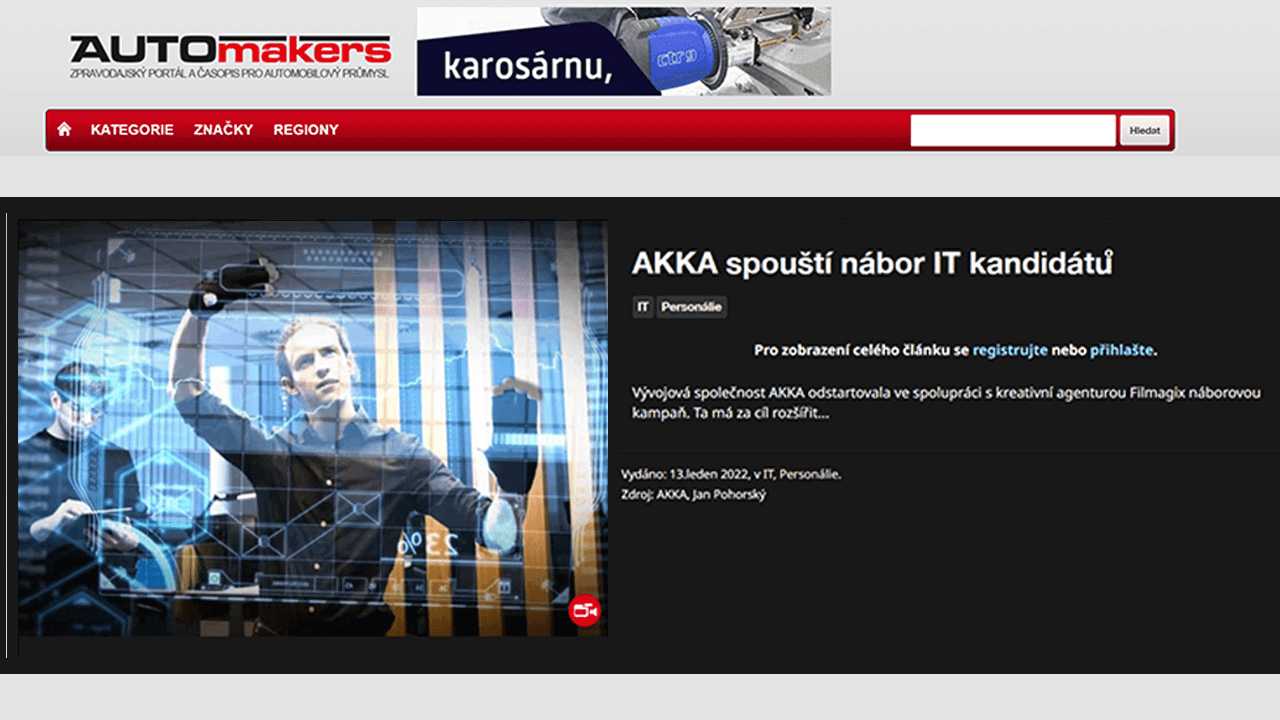 AUTOmakers
ZPRAVODAJSKÝ PORTÁL A ČASOPIS PRO AUTOMOBILOVÝ PRŮMYSL
karosárnu,
ctr9
KATEGORIE ZNAČKY REGIONY
Hledat
AKKA spouští nábor IT kandidátů
IT Personálie
Pro zobrazení celého článku se registrujte nebo přihlašte.
Vývojová společnost AKKA odstartovala ve spolupráci s kreativní agenturou Filmagix náborovou
kampaň. Ta má za cíl rozšířit...
Vydáno: 13.leden 2022, v IT, Personálie.
Zdroj: AKKA, Jan Pohorský
23%